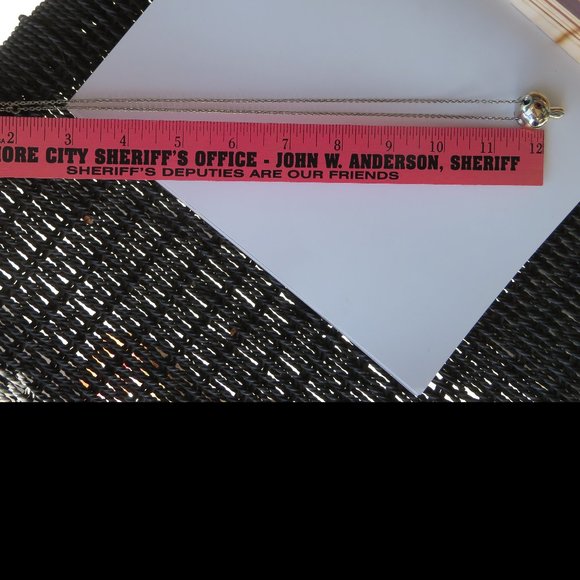 2 3 4 5 6 7 8 9 10 11 12
MORE CITY SHERIFF'S OFFICE - JOHN W. ANDERSON, SHERIFF
SHERIFF'S DEPUTIES ARE OUR FRIENDS